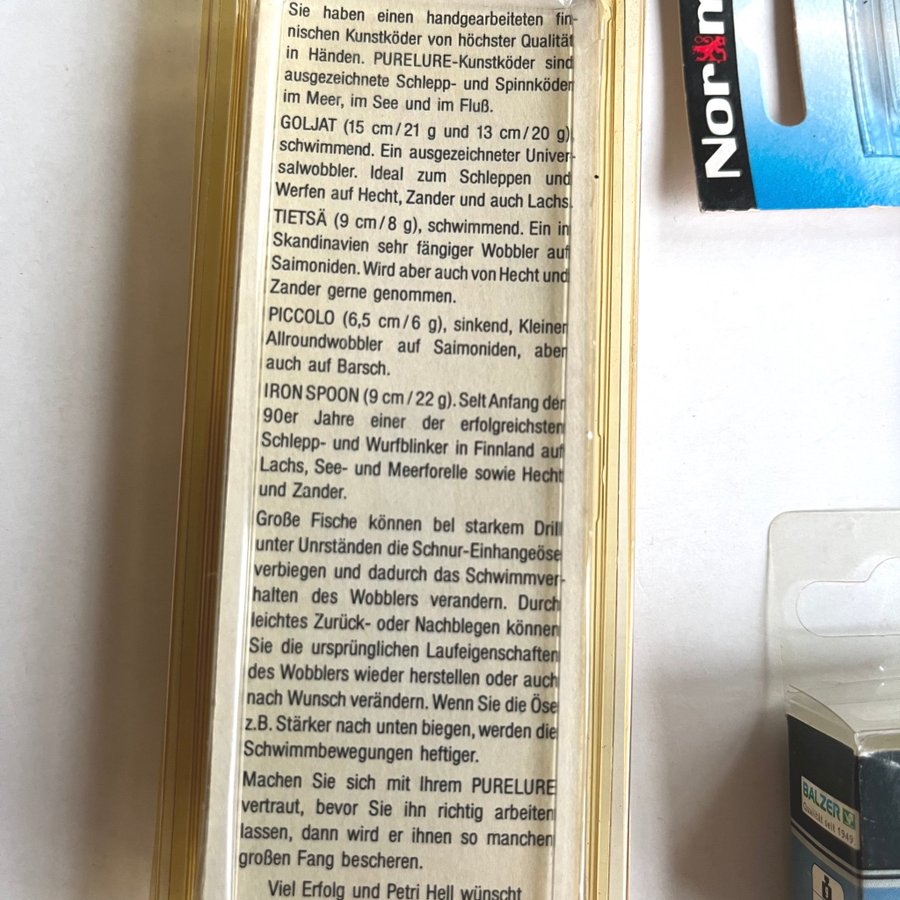 Sie haben einen handgearbeiteten fin-
nischen Kunstköder von höchster Qualität
in Händen. PURELURE-Kunstköder sind
ausgezeichnete Schlepp- und Spinnköder
im Meer, im See und im Fluß.
GOLJAT (15 cm/21 g und 13 cm/20 g)
schwimmend. Ein ausgezeichneter Univer-
salwobbler. Ideal zum Schleppen und
Werfen auf Hecht, Zander und auch Lachs.
TIETSÄ (9 cm/8 g), schwimmend. Ein in
Skandinavien sehr fängiger Wobbler auf
Saimoniden. Wird aber auch von Hecht und
Zander gerne genommen.
PICCOLO (6,5 cm/6 g), sinkend, Kleiner
Allroundwobbler auf Saimoniden, aber
auch auf Barsch.
IRON SPOON (9 cm/22 g). Selt Anfang der
90er Jahre einer der erfolgreichsten
Schlepp- und Wurfblinker in Finnland auf
Lachs, See- und Meerforelle sowie Hecht
und Zander.
Große Fische können bel starkem Drill
unter Unrständen die Schnur-Einhangeöse
verbiegen und dadurch das Schwimmver-
halten des Wobblers verandern. Durch
leichtes Zurück- oder Nachblegen können
Sie die ursprünglichen Laufeigenschaften
des Wobblers wieder herstellen oder auch
nach Wunsch verändern. Wenn Sie die Öse
z.B. Stärker nach unten biegen, werden die
Schwimmbewegungen heftiger.
Machen Sie sich mit Ihrem PURELURE
vertraut, bevor Sie ihn richtig arbeiten
lassen, dann wird er ihnen so manchen
großen Fang bescheren.
Viel Erfolg und Petri Hell wünscht
Norm
BALZER
Qualität seit 1949